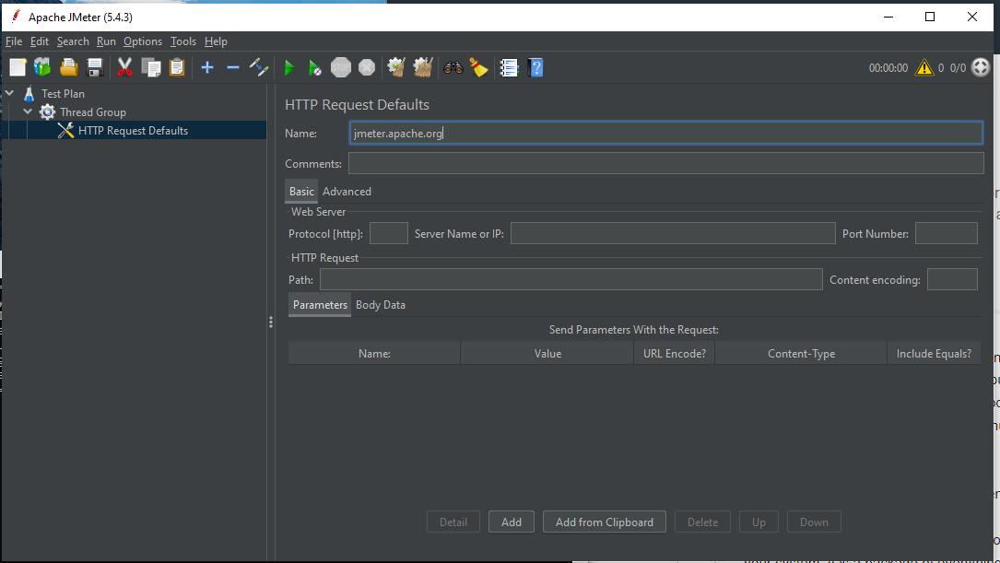 Apache JMeter (5.4.3)
File Edit Search Run Options Tools Help
STOP 00:00:00 0 0/0
Test Plan
Thread Group
HTTP Request Defaults
HTTP Request Defaults
Name: jmeter.apache.org
Comments:
Basic Advanced
Web Server
Protocol [http]: Server Name or IP: Port Number:
HTTP Request
Path: Content encoding:
Parameters Body Data
Send Parameters With the Request:
Name: Value URL Encode? Content-Type Include Equals?
Detail Add Add from Clipboard Delete Up Down